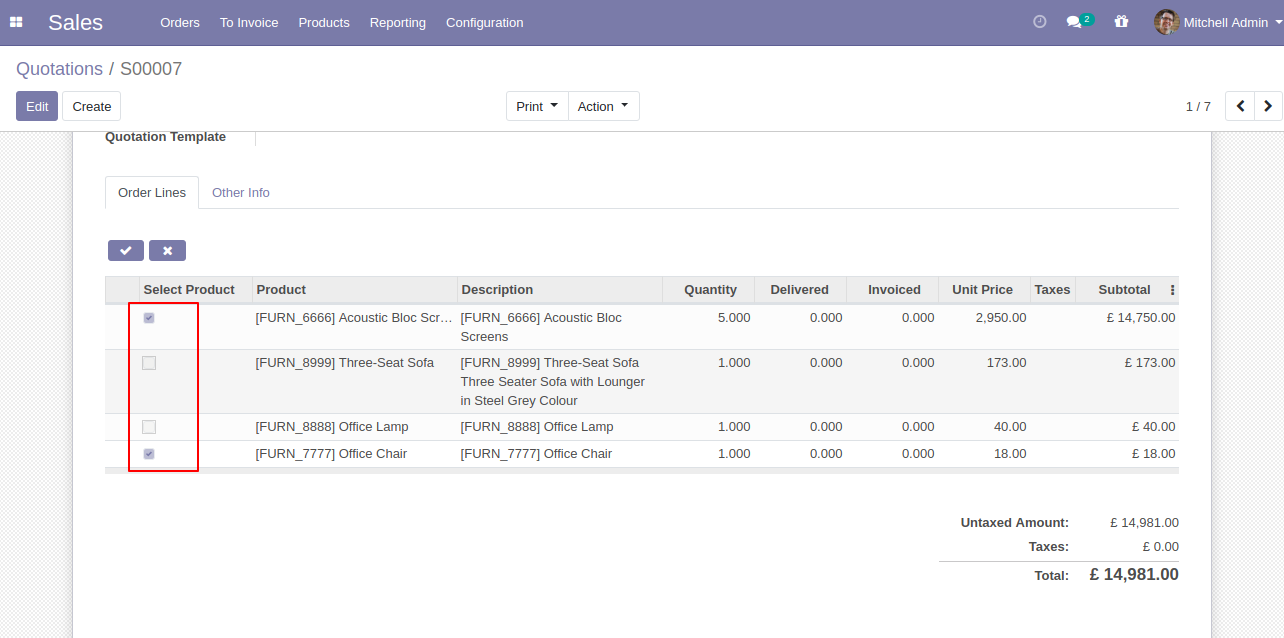 Sales Orders To Invoice Products Reporting Configuration 2 Mitchell Admin
Quotations / S00007
Edit Create Print Action 1 / 7
Quotation Template
Order Lines Other Info
Select Product Product Description Quantity Delivered Invoiced Unit Price Taxes Subtotal
[FURN_6666] Acoustic Bloc Scr… [FURN_6666] Acoustic Bloc 5.000 0.000 0.000 2,950.00 £ 14,750.00
Screens
[FURN_8999] Three-Seat Sofa [FURN_8999] Three-Seat Sofa 1.000 0.000 0.000 173.00 £ 173.00
Three Seater Sofa with Lounger
in Steel Grey Colour
[FURN_8888] Office Lamp [FURN_8888] Office Lamp 1.000 0.000 0.000 40.00 £ 40.00
[FURN_7777] Office Chair [FURN_7777] Office Chair 1.000 0.000 0.000 18.00 £ 18.00
Untaxed Amount: £ 14,981.00
Taxes: £ 0.00
Total: £ 14,981.00